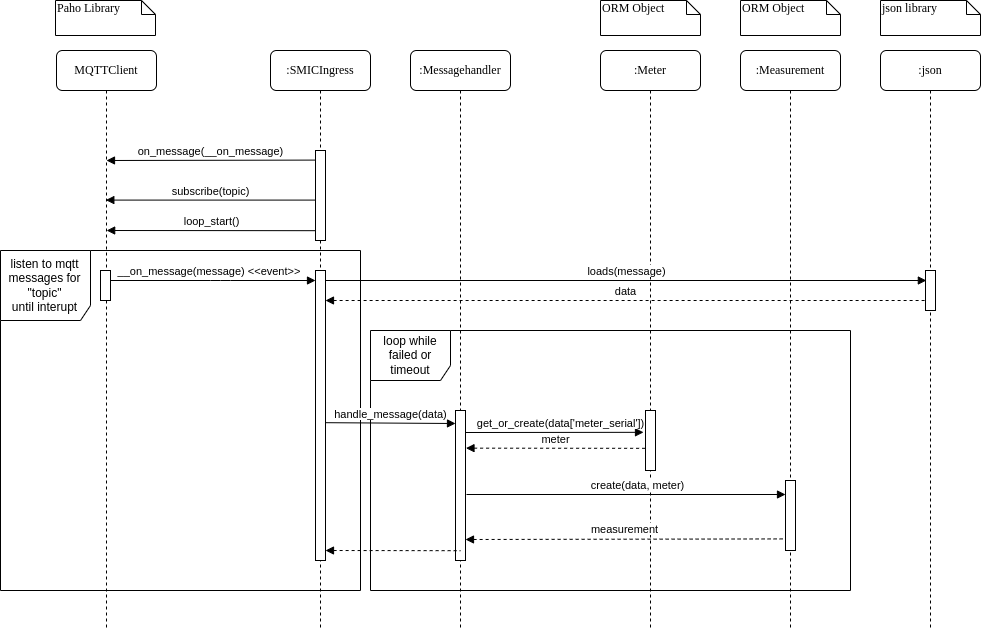 Paho Library
ORM Object
ORM Object
json library
MQTTClient
:SMICIngress
:Messagehandler
:Meter
:Measurement
:json
on_message(__on_message)
subscribe(topic)
loop_start()
listen to mqtt
messages for
"topic"
until interupt
__on_message(message) <<event>>
loads(message)
data
loop while
failed or
timeout
handle_message(data)
get_or_create(data['meter_serial'])
meter
create(data, meter)
measurement